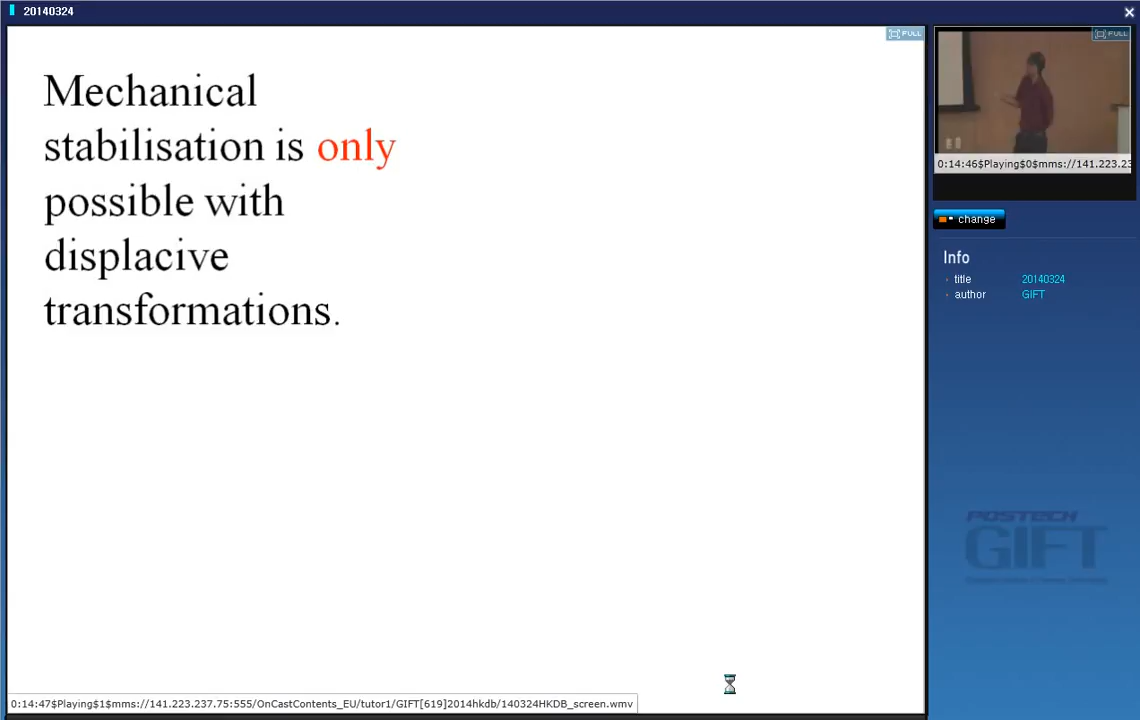 20140324
FULL
Mechanical
stabilisation is only
possible with
displacive
transformations.
FULL
0:14:46$Playing$0$mms://141.223.23
change
Info
title 20140324
author GIFT
POSTECH
GIFT
0:14:47$Playing$1$mms://141.223.237.75:555/OnCastContents_EU/tutor1/GIFT[619]2014hkdb/140324HKDB_screen.wmv